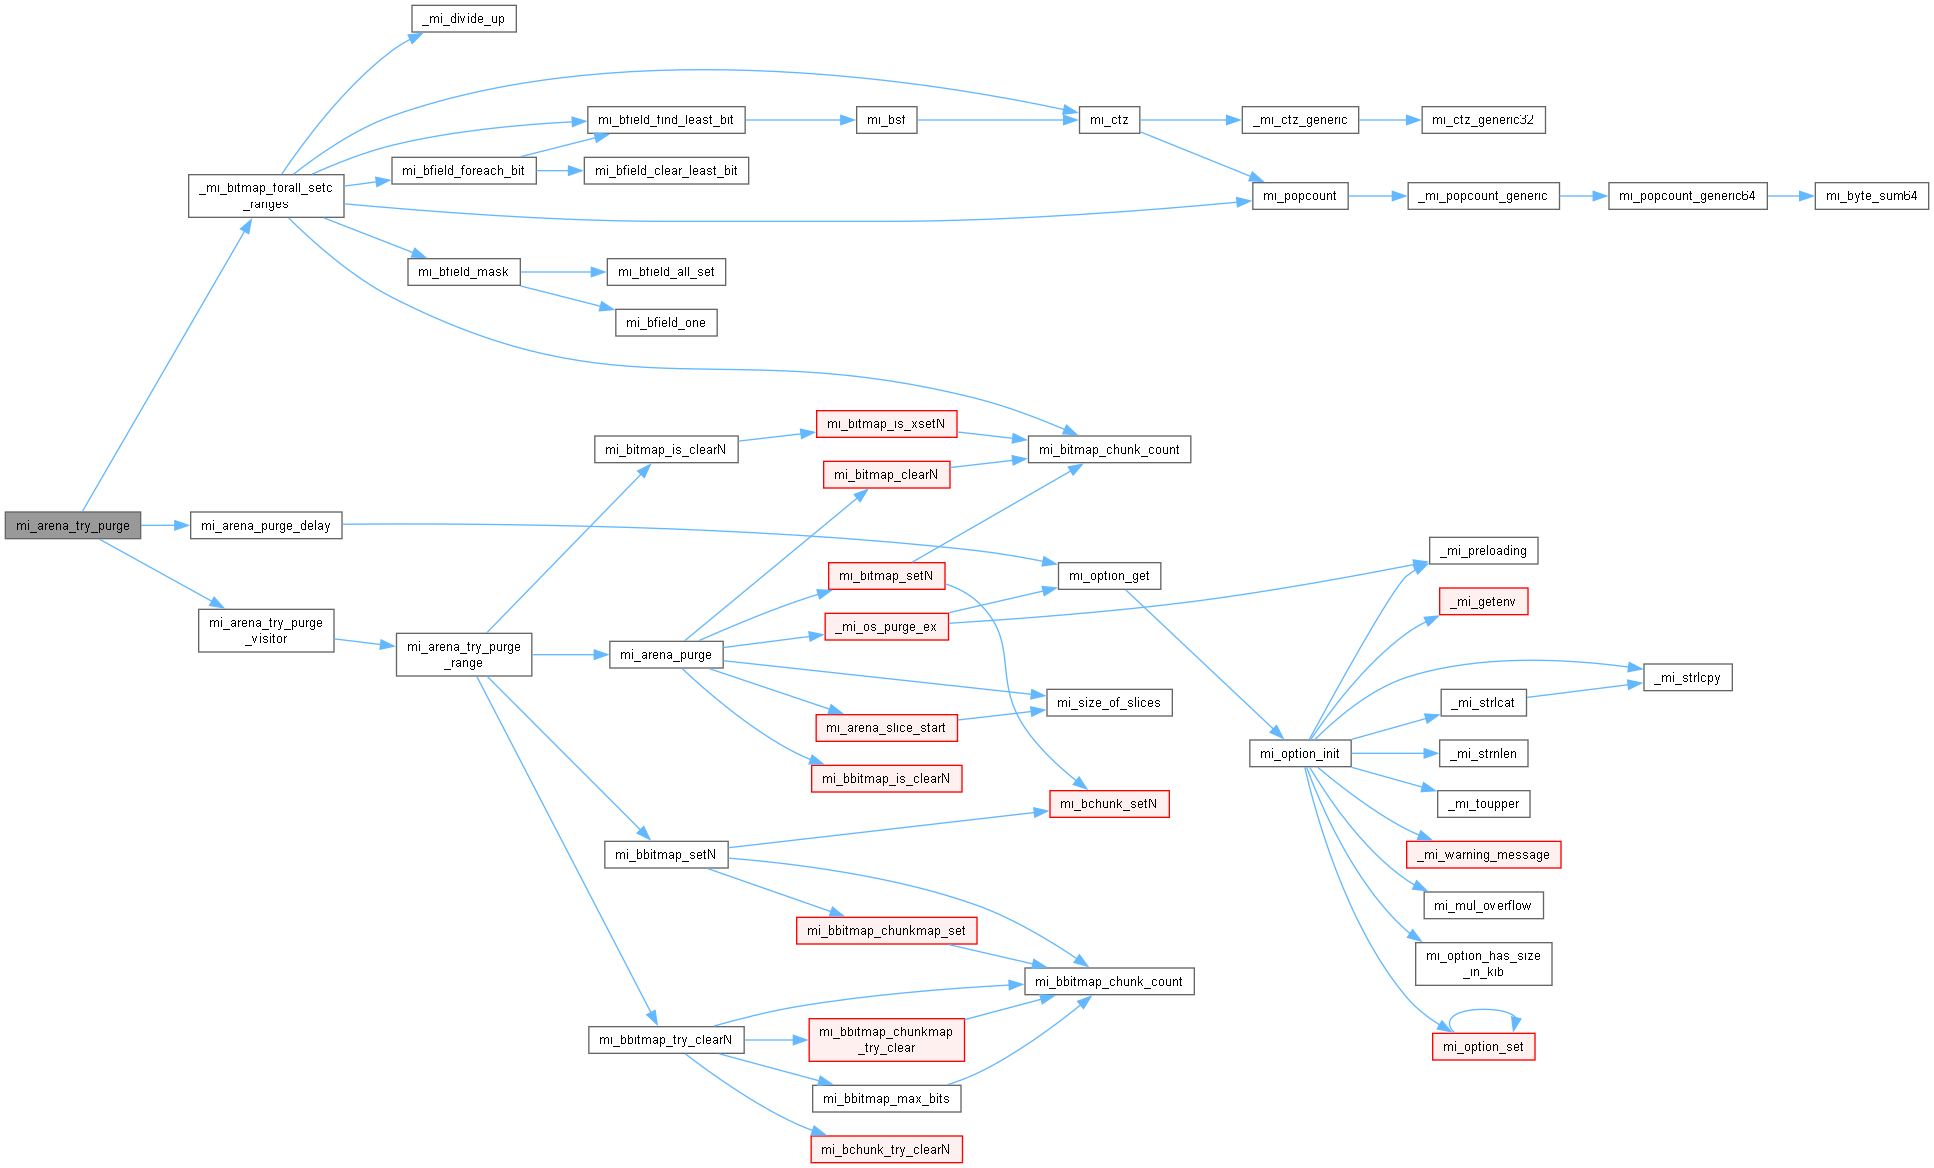 _mi_divide_up
mi_bfield_find_least_bit
mi_bsf
mi_ctz
_mi_ctz_generic
mi_ctz_generic32
mi_bfield_foreach_bit
mi_bfield_clear_least_bit
_mi_bitmap_forall_setc
_ranges
mi_popcount
_mi_popcount_generic
mi_popcount_generic64
mi_byte_sum64
mi_bfield_mask
mi_bfield_all_set
mi_bfield_one
mi_bitmap_is_xsetN
mi_bitmap_is_clearN
mi_bitmap_chunk_count
mi_bitmap_clearN
mi_arena_try_purge
mi_arena_purge_delay
_mi_preloading
mi_bitmap_setN
mi_option_get
_mi_getenv
mi_arena_try_purge
_visitor
_mi_os_purge_ex
mi_arena_try_purge
_range
mi_arena_purge
_mi_strlcpy
mi_size_of_slices
_mi_strlcat
mi_arena_slice_start
mi_option_init
_mi_strnlen
mi_bbitmap_is_clearN
mi_bchunk_setN
_mi_toupper
mi_bbitmap_setN
_mi_warning_message
mi_mul_overflow
mi_bbitmap_chunkmap_set
mi_option_has_size
_in_kib
mi_bbitmap_chunk_count
mi_bbitmap_try_clearN
mi_bbitmap_chunkmap
_try_clear
mi_option_set
mi_bbitmap_max_bits
mi_bchunk_try_clearN